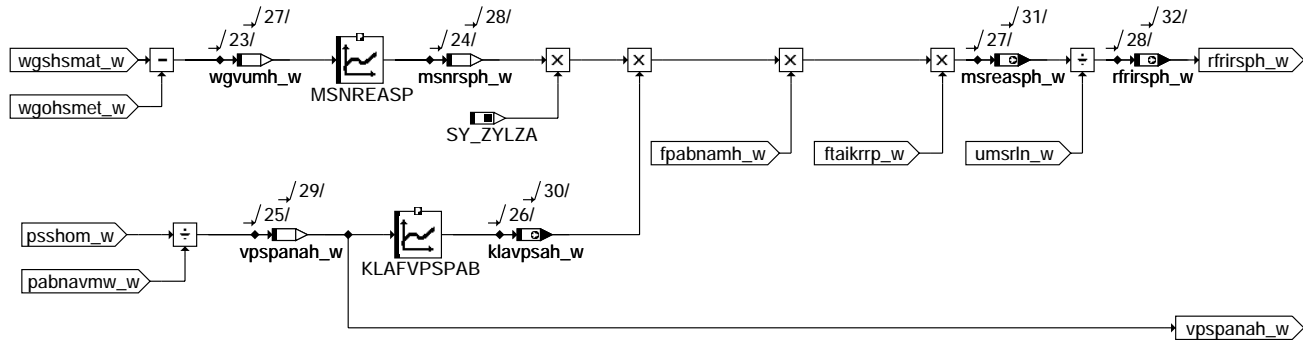 27/ 28/ 31/ 32/
23/ 24/ 27/ 28/
wgshsmat_w
wgvumh_w
MSNREASP
msnrsph_w
msreasph_w
rfrirsph_w
rfrirsph_w
wgohsmet_w
SY_ZYLZA
fpabnamh_w
ftaikrrp_w
umsrln_w
29/ 30/
25/ 26/
psshom_w
vpspanah_w
KLAFVPSPAB
klavpsah_w
pabnavmw_w
vpspanah_w